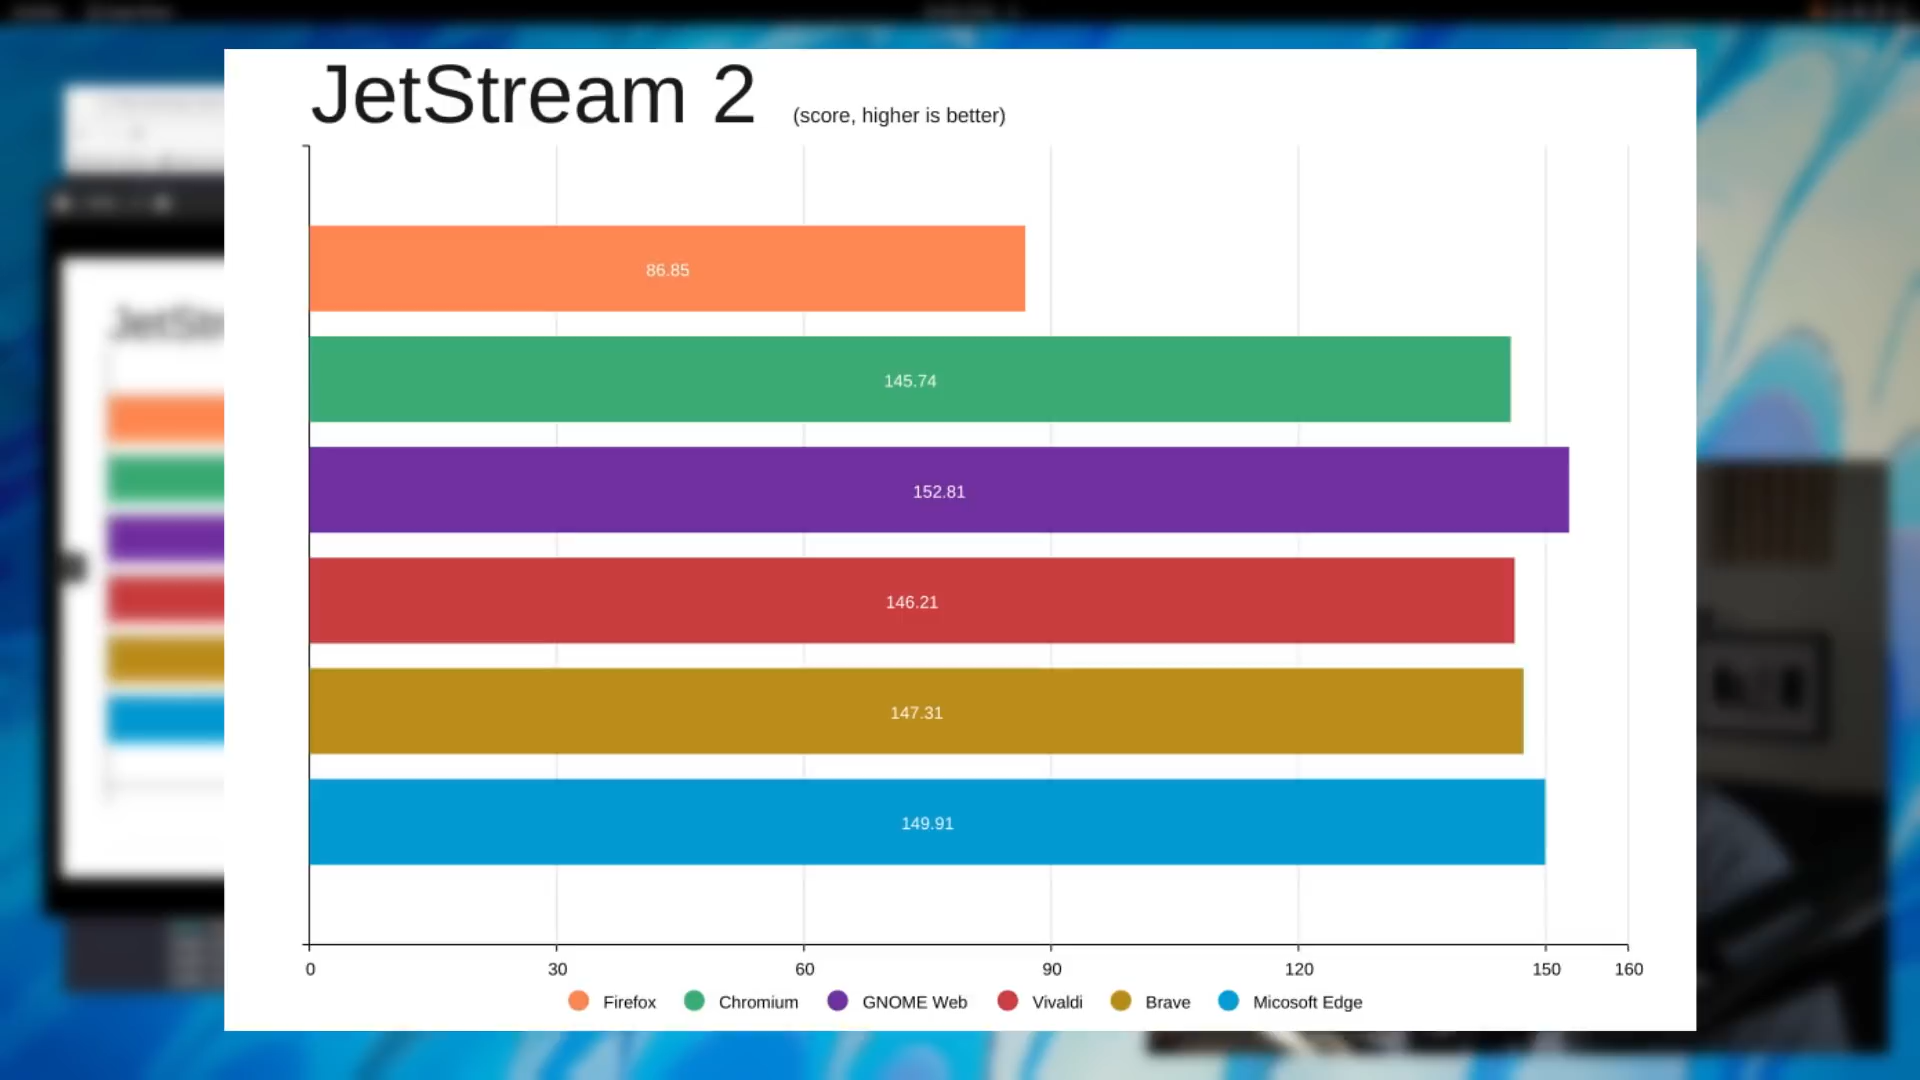 JetStream 2 (score, higher is better)
86.85
145.74
152.81
146.21
147.31
149.91
0 30 60 90 120 150 160
Firefox Chromium GNOME Web Vivaldi Brave Micosoft Edge
JetStr